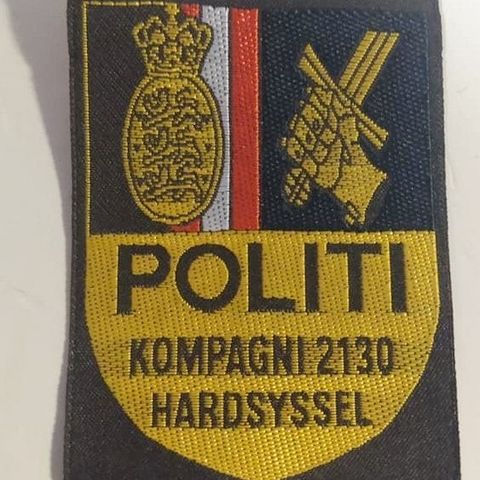 POLITI
KOMPAGNI 2130
HARDSYSSEL